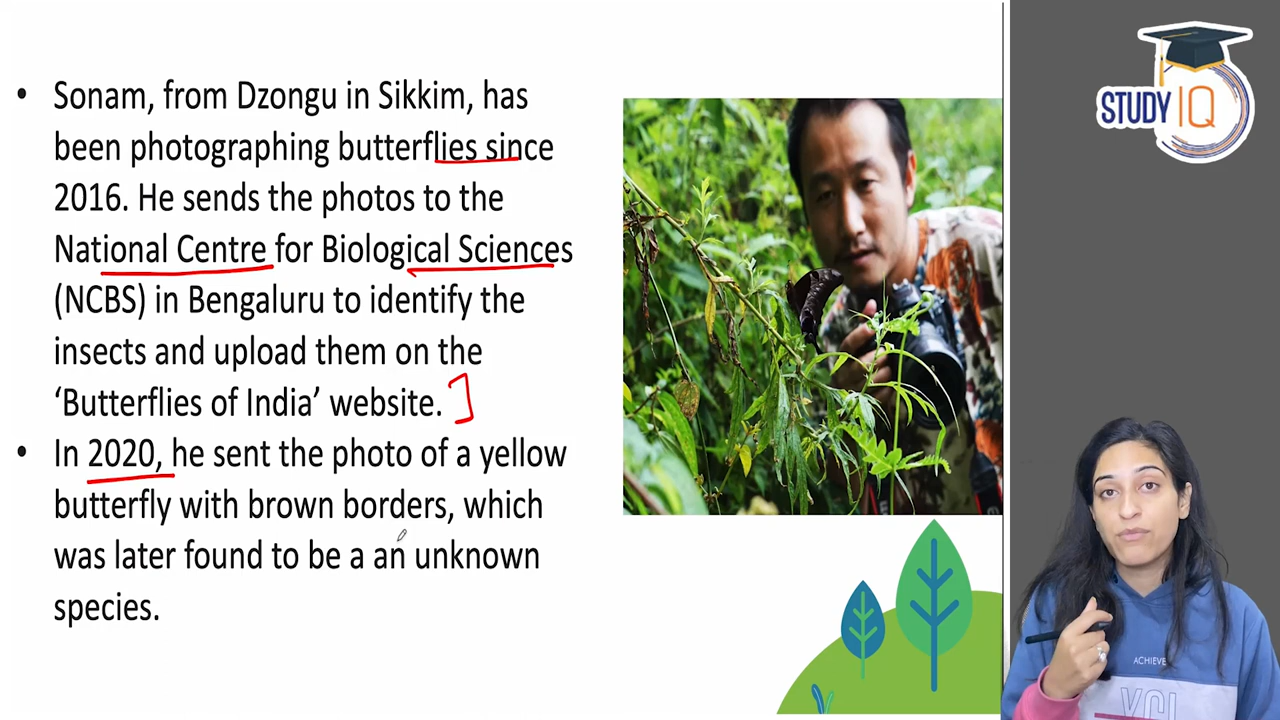 • Sonam, from Dzongu in Sikkim, has
been photographing butterflies since
2016. He sends the photos to the
National Centre for Biological Sciences
(NCBS) in Bengaluru to identify the
insects and upload them on the
‘Butterflies of India’ website.
• In 2020, he sent the photo of a yellow
butterfly with brown borders, which
was later found to be a an unknown
species.
STUDY IQ
ACHIEVE